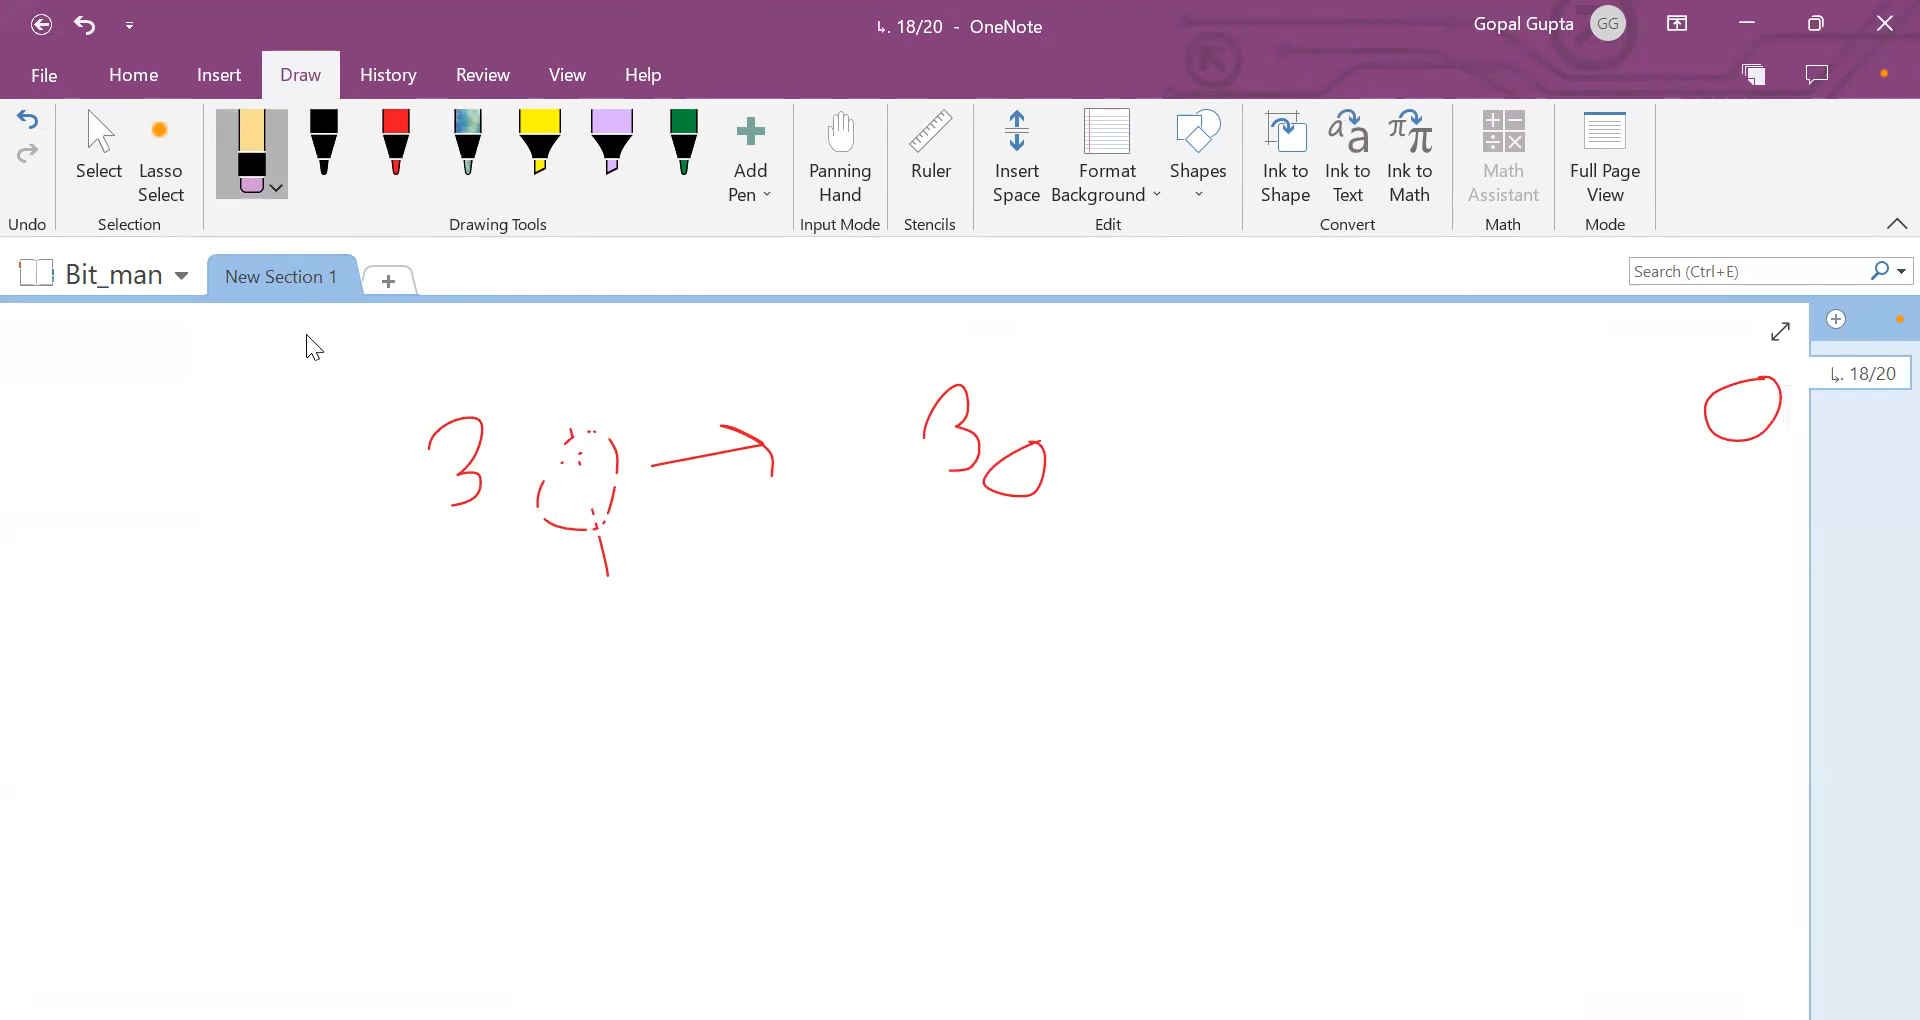 ↳. 18/20 - OneNote
Gopal Gupta GG
File Home Insert Draw History Review View Help
Select Lasso Select Add Pen Panning Hand Ruler Insert Space Format Background Shapes Ink to Shape Ink to Text Ink to Math Math Assistant Full Page View
Undo Selection Drawing Tools Input Mode Stencils Edit Convert Math Mode
Bit_man New Section 1 + Search (Ctrl+E)
↳. 18/20
3 → 30 0